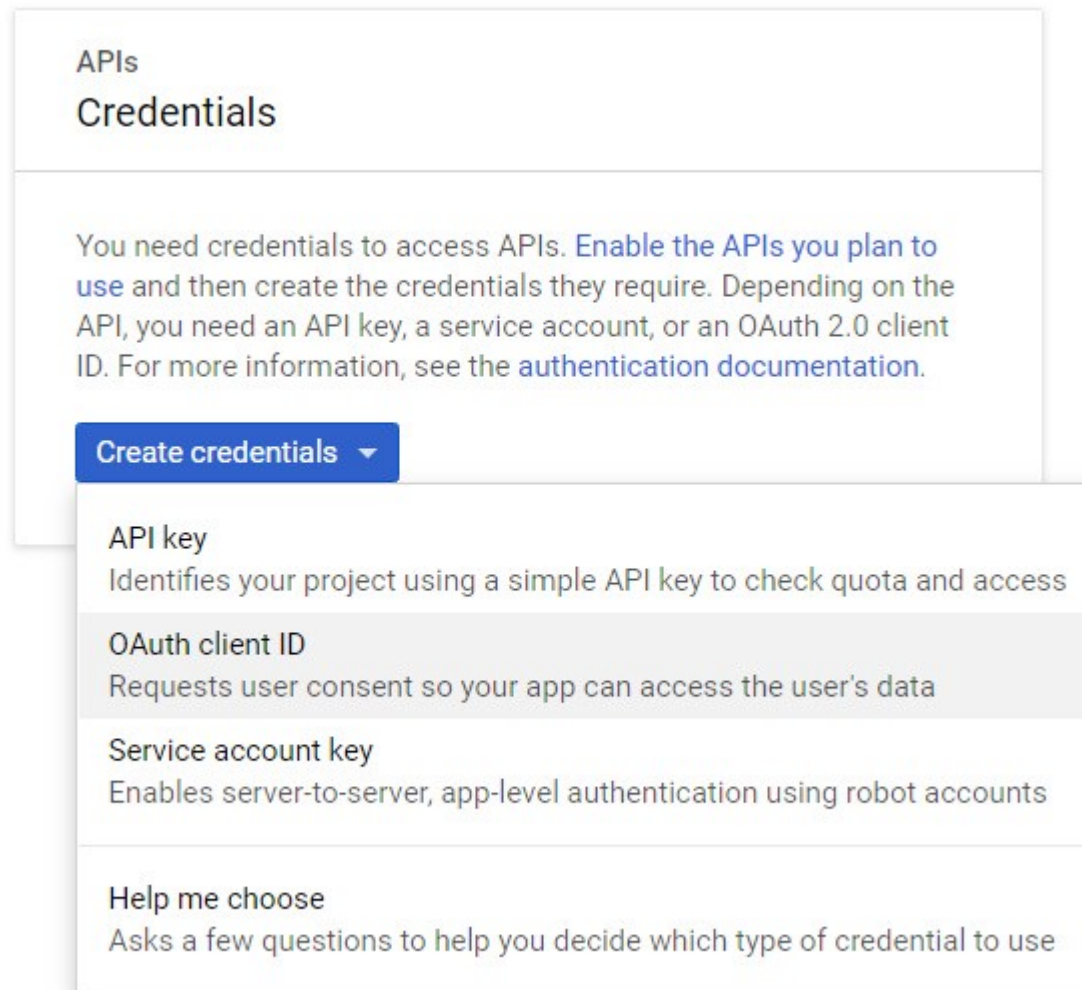 APIs
Credentials
You need credentials to access APIs. Enable the APIs you plan to
use and then create the credentials they require. Depending on the
API, you need an API key, a service account, or an OAuth 2.0 client
ID. For more information, see the authentication documentation.
Create credentials
API key
Identifies your project using a simple API key to check quota and access
OAuth client ID
Requests user consent so your app can access the user's data
Service account key
Enables server-to-server, app-level authentication using robot accounts
Help me choose
Asks a few questions to help you decide which type of credential to use